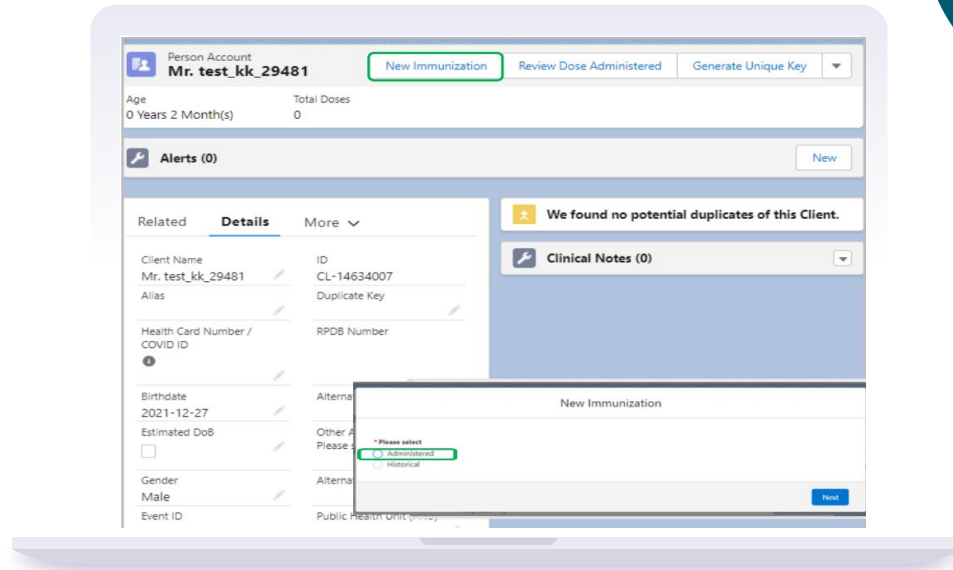 Person Account
Mr. test_kk_29481
New Immunization
Review Dose Administered
Generate Unique Key
Age
Total Doses
0 Years 2 Month(s)
0
Alerts (0)
New
Related
Details
More
Client Name
Mr. test_kk_29481
ID
CL-14634007
Alias
Duplicate Key
Health Card Number /
COVID ID
RPDB Number
Birthdate
2021-12-27
Alterna
Estimated DoB
Other A
Please s
Gender
Male
Alterna
Event ID
Public Health Unit
We found no potential duplicates of this Client.
Clinical Notes (0)
New Immunization
*Please select
Administered
Historical
Next